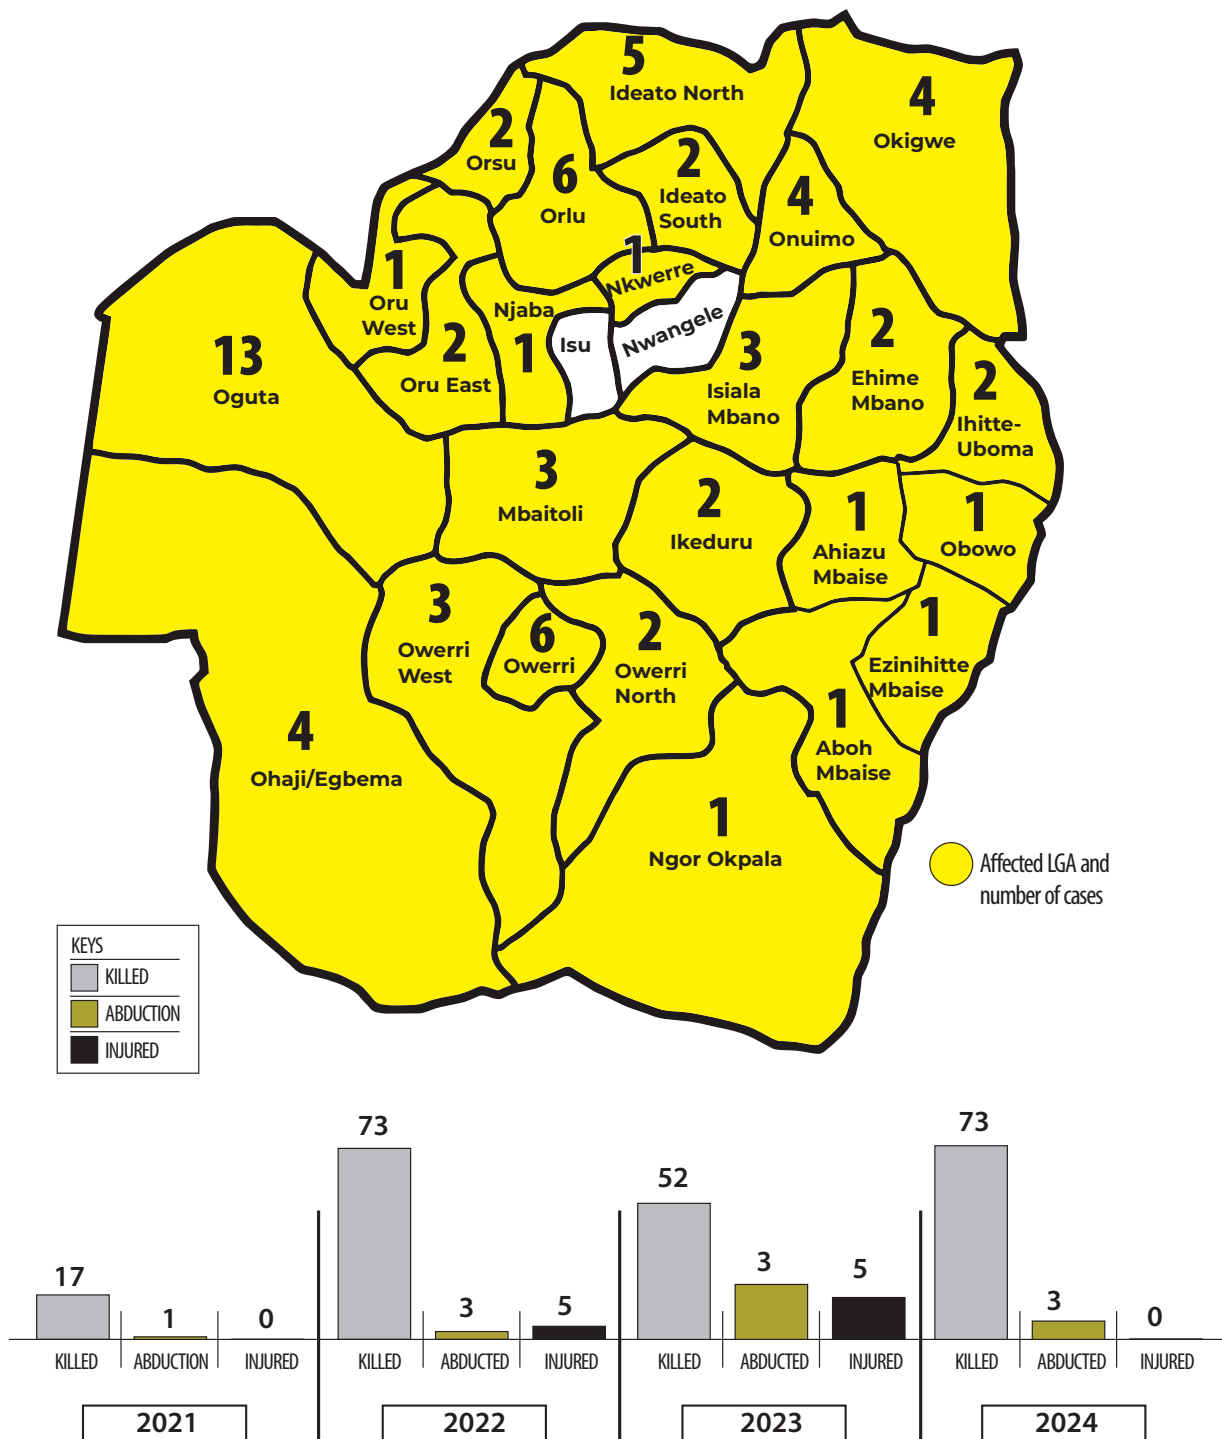 5
Ideato North
4
Okigwe
2
Orsu
6
Orlu
2
Ideato
South
4
Onuimo
1
Nkwerre
1
Oru
West
Njaba
1
Isu
Nwangele
13
Oguta
2
Oru East
3
Isiala
Mbano
2
Ehime
Mbano
2
Ihitte-
Uboma
3
Mbaitoli
2
Ikeduru
1
Ahiazu
Mbaise
1
Obowo
3
Owerri
West
6
Owerri
2
Owerri
North
1
Ezinihitte
Mbaise
4
Ohaji/Egbema
1
Aboh
Mbaise
1
Ngor Okpala
Affected LGA and
number of cases
KEYS
KILLED
ABDUCTION
INJURED
17
1
0
KILLED
ABDUCTION
INJURED
2021
73
3
5
KILLED
ABDUCTED
INJURED
2022
52
3
5
KILLED
ABDUCTED
INJURED
2023
73
3
0
KILLED
ABDUCTED
INJURED
2024